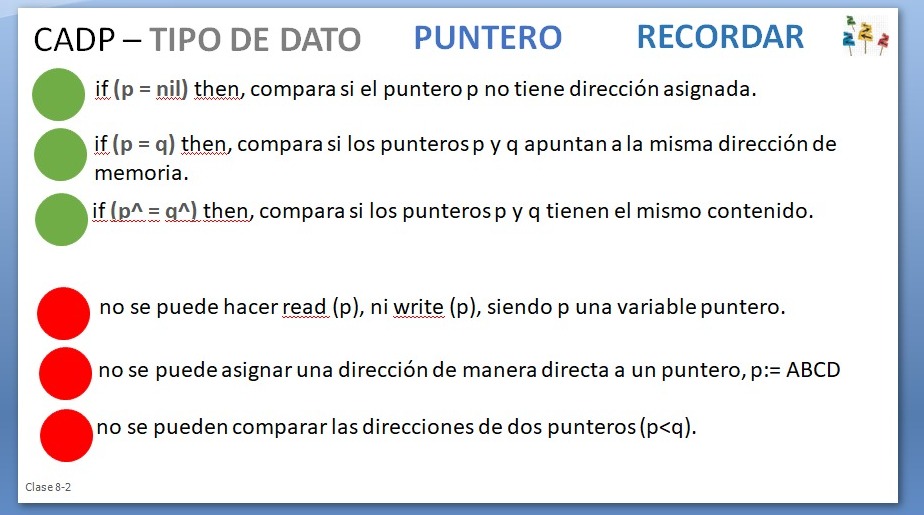 CADP – TIPO DE DATO PUNTERO RECORDAR
if (p = nil) then, compara si el puntero p no tiene dirección asignada.
if (p = q) then, compara si los punteros p y q apuntan a la misma dirección de
memoria.
if (p^ = q^) then, compara si los punteros p y q tienen el mismo contenido.
no se puede hacer read (p), ni write (p), siendo p una variable puntero.
no se puede asignar una dirección de manera directa a un puntero, p:= ABCD
no se pueden comparar las direcciones de dos punteros (p<q).
Clase 8-2